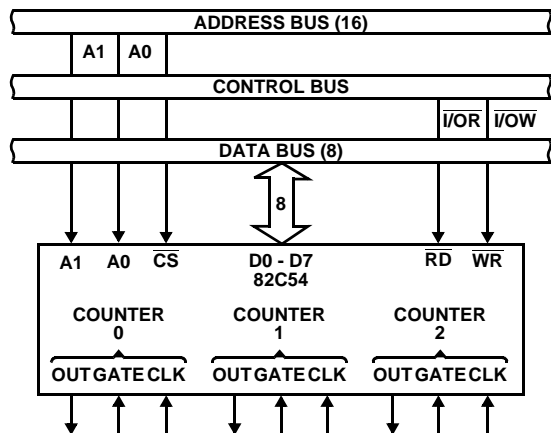 ADDRESS BUS (16)
A1 A0
CONTROL BUS
I/OR I/OW
DATA BUS (8)
8
A1 A0 CS D0 - D7 RD WR
82C54
COUNTER COUNTER COUNTER
0 1 2
OUT GATE CLK OUT GATE CLK OUT GATE CLK